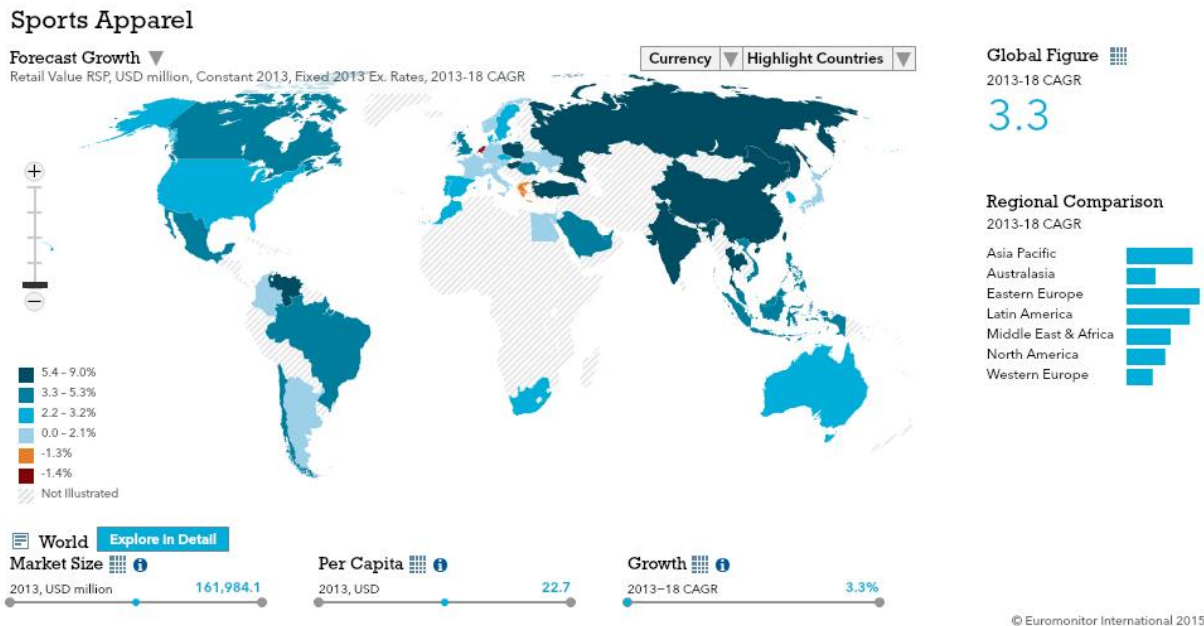 Sports Apparel
Forecast Growth
Retail Value RSP, USD million, Constant 2013, Fixed 2013 Ex. Rates, 2013-18 CAGR
Currency Highlight Countries
Global Figure
2013-18 CAGR
3.3
Regional Comparison
2013-18 CAGR
Asia Pacific
Australasia
Eastern Europe
Latin America
Middle East & Africa
North America
Western Europe
5.4 – 9.0%
3.3 – 5.3%
2.2 – 3.2%
0.0 – 2.1%
-1.3%
-1.4%
Not Illustrated
World Explore in Detail
Market Size
2013, USD million 161,984.1
Per Capita
2013, USD 22.7
Growth
2013–18 CAGR 3.3%
© Euromonitor International 2015